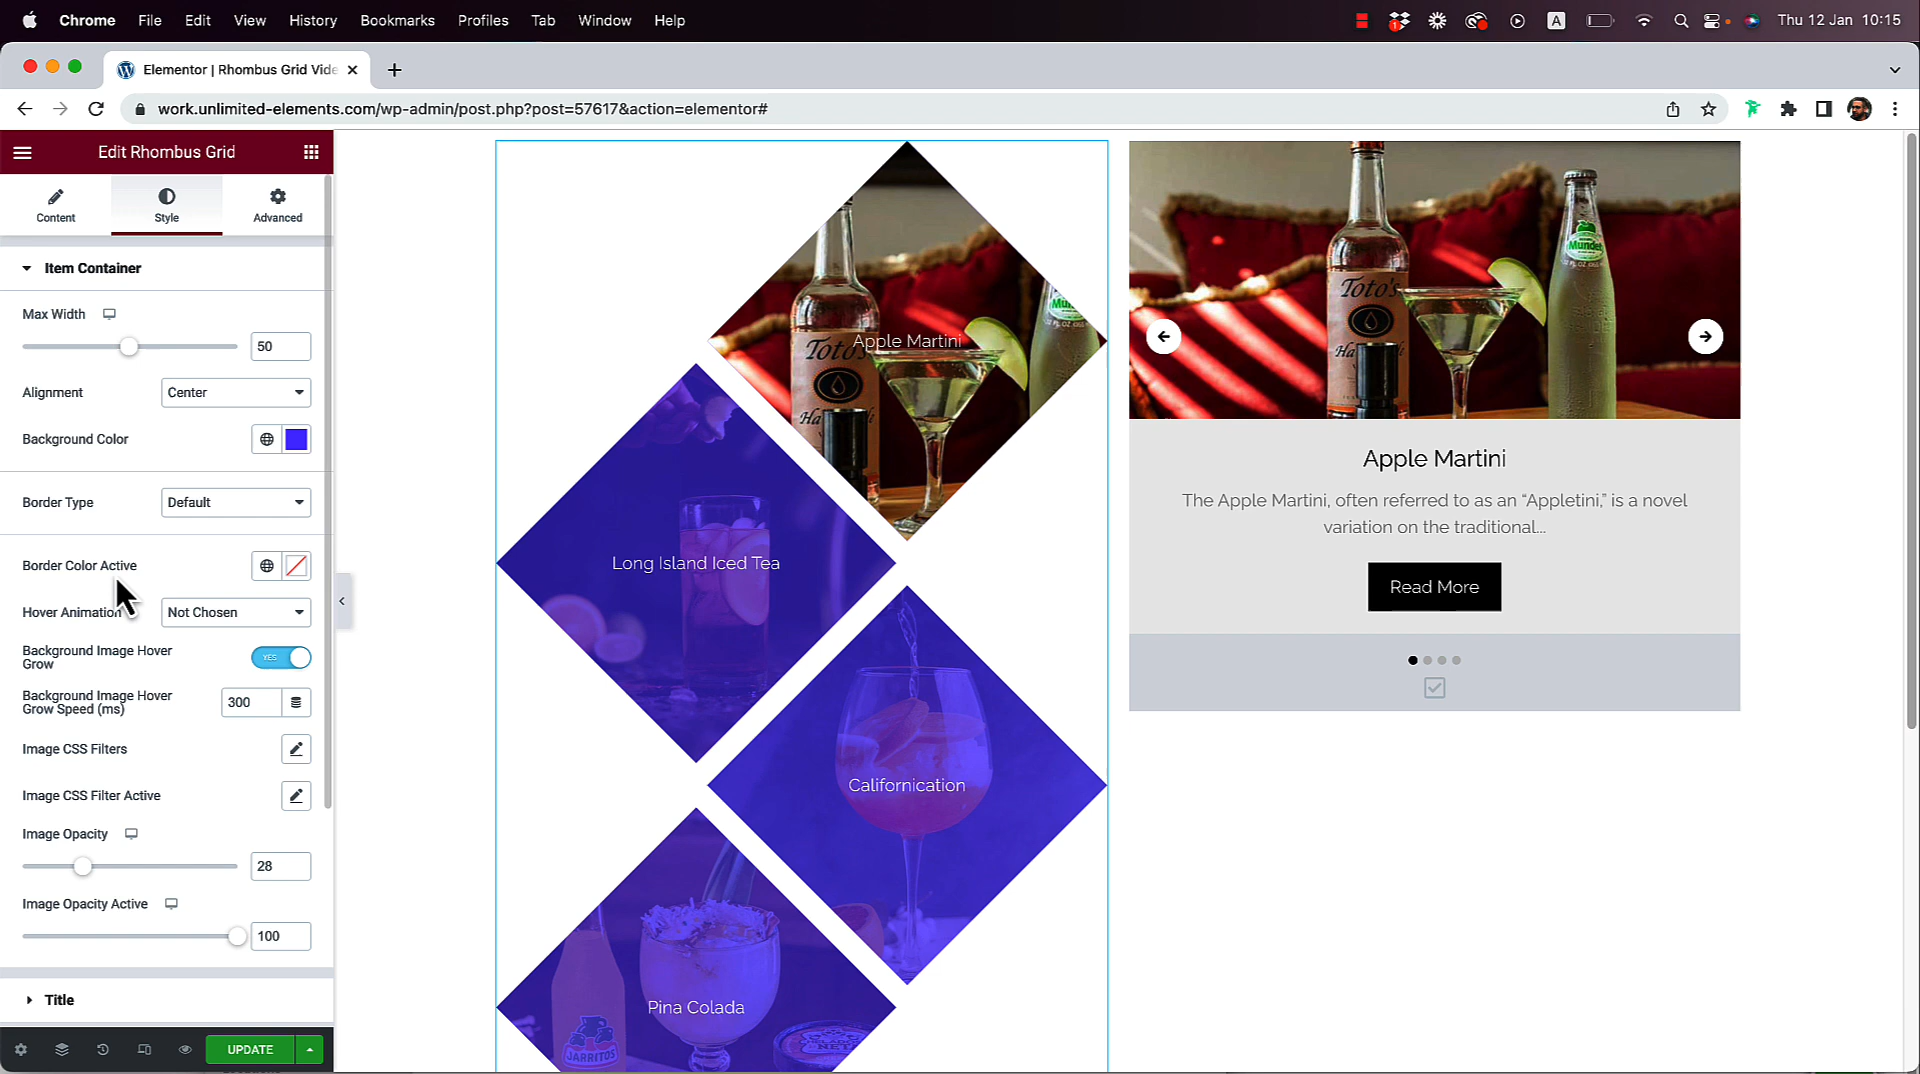 Chrome File Edit View History Bookmarks Profiles Tab Window Help
1
A
Thu 12 Jan 10:15
Elementor | Rhombus Grid Vide
work.unlimited-elements.com/wp-admin/post.php?post=57617&action=elementor#
Edit Rhombus Grid
Content
Style
Advanced
Item Container
Max Width
50
Alignment
Center
Background Color
Border Type
Default
Border Color Active
Hover Animation
Not Chosen
Background Image Hover
Grow
YES
Background Image Hover
Grow Speed (ms)
300
Image CSS Filters
Image CSS Filter Active
Image Opacity
28
Image Opacity Active
100
Title
UPDATE
Toto's
Apple Martini
Long Island Iced Tea
Californication
Pina Colada
JARRITOS
Toto's
Mundet
Apple Martini
The Apple Martini, often referred to as an “Appletini,” is a novel
variation on the traditional...
Read More